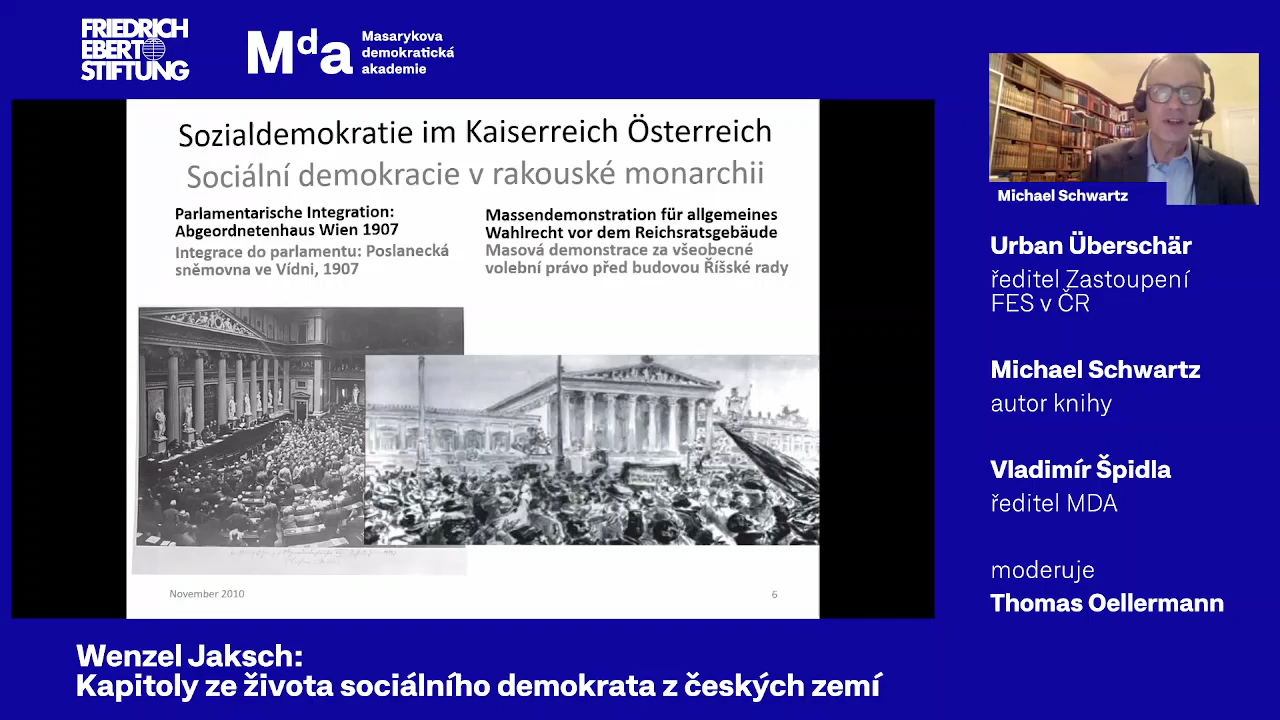 FRIEDRICH
EBERT
STIFTUNG
Mda
Masarykova
demokratická
akademie
Sozialdemokratie im Kaiserreich Österreich
Sociální demokracie v rakouské monarchii
Parlamentarische Integration:
Abgeordnetenhaus Wien 1907
Integrace do parlamentu: Poslanecká
sněmovna ve Vídni, 1907
Massendemonstration für allgemeines
Wahlrecht vor dem Reichsratsgebäude
Masová demonstrace za všeobecné
volební právo před budovou Říšské rady
November 2010
6
Michael Schwartz
Urban Überschär
ředitel Zastoupení
FES v ČR
Michael Schwartz
autor knihy
Vladimír Špidla
ředitel MDA
moderuje
Thomas Oellermann
Wenzel Jaksch:
Kapitoly ze života sociálního demokrata z českých zemí